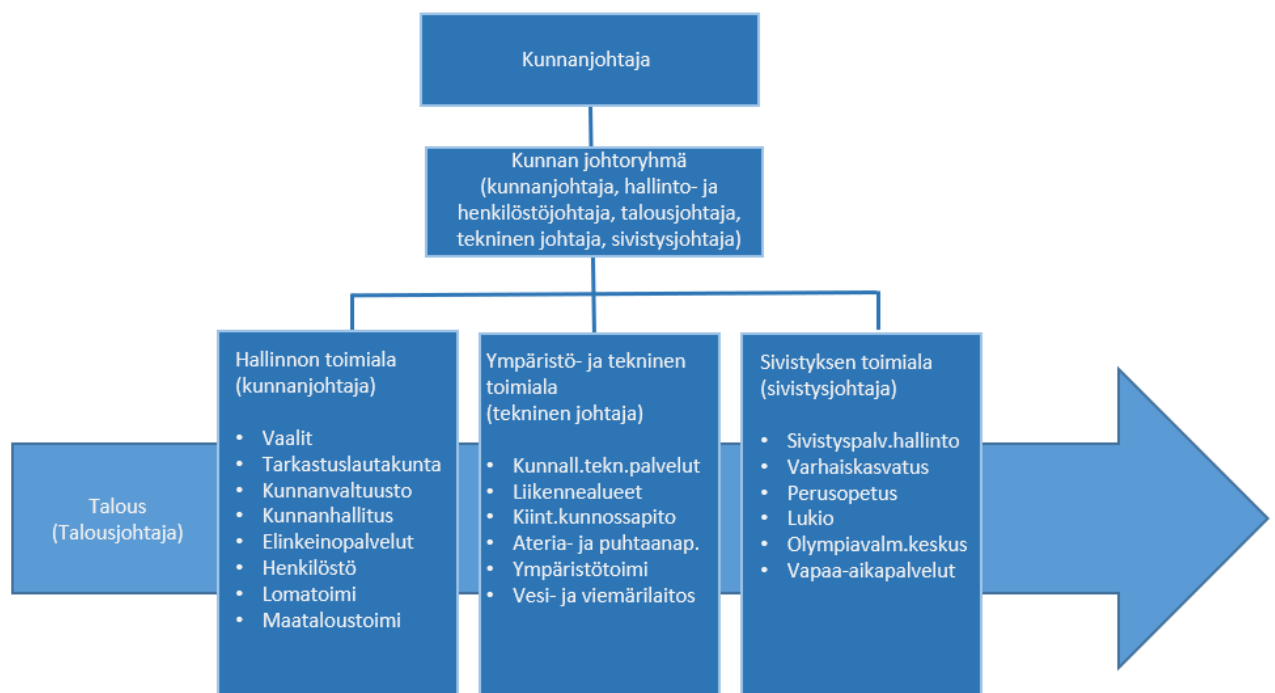 Kunnanjohtaja
Kunnan johtoryhmä
(kunnanjohtaja, hallinto- ja
henkilöstöjohtaja, talousjohtaja,
tekninen johtaja, sivistysjohtaja)
Talous
(Talousjohtaja)
Hallinnon toimiala
(kunnanjohtaja)
• Vaalit
• Tarkastuslautakunta
• Kunnanvaltuusto
• Kunnanhallitus
• Elinkeinopalvelut
• Henkilöstö
• Lomatoimi
• Maataloustoimi
Ympäristö- ja tekninen
toimiala
(tekninen johtaja)
• Kunnall.tekn.palvelut
• Liikennealueet
• Kiint.kunnossapito
• Ateria- ja puhtaanap.
• Ympäristötoimi
• Vesi- ja viemärilaitos
Sivistyksen toimiala
(sivistysjohtaja)
• Sivistyspalv.hallinto
• Varhaiskasvatus
• Perusopetus
• Lukio
• Olympiavalm.keskus
• Vapaa-aikapalvelut